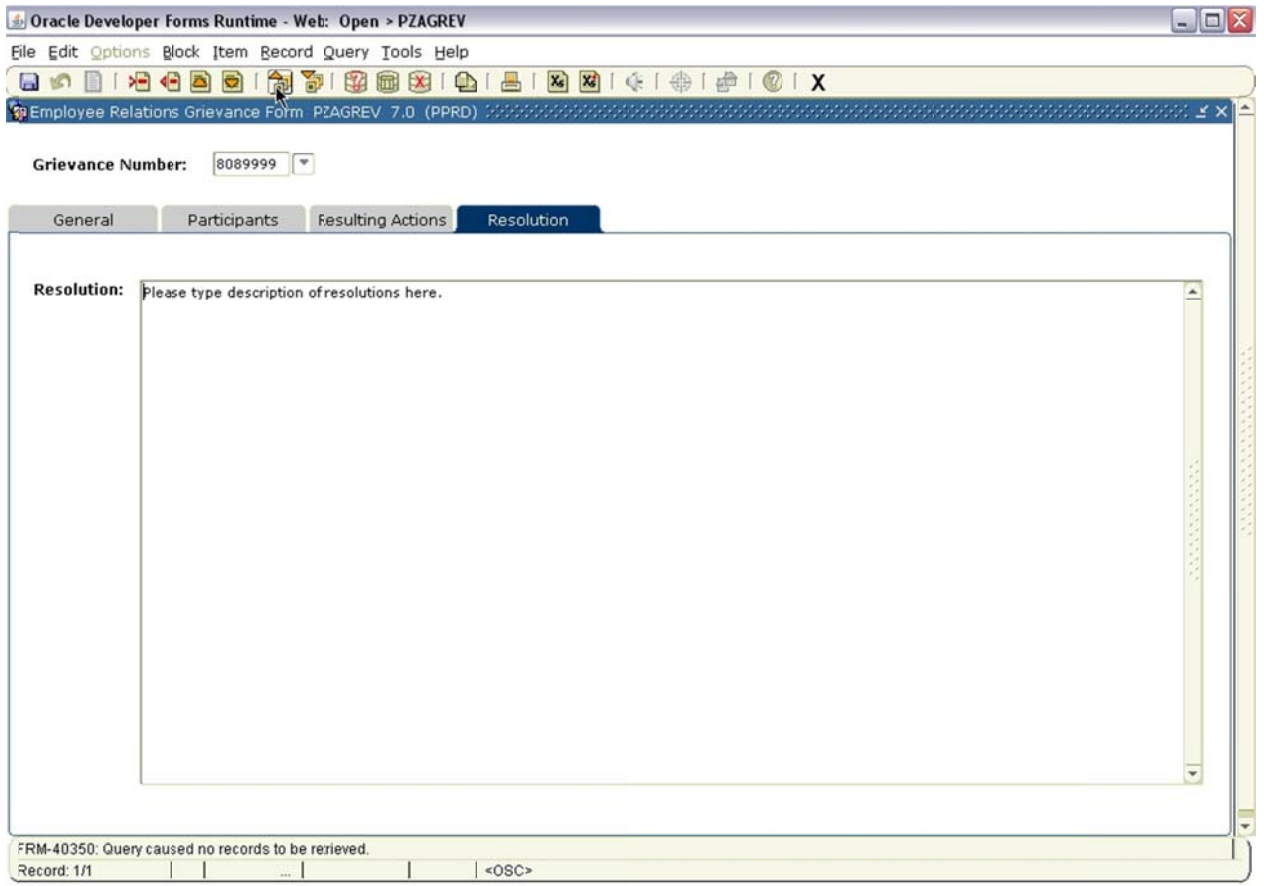 Oracle Developer Forms Runtime - Web: Open > PZAGREV
File Edit Options Block Item Record Query Tools Help
X
Employee Relations Grievance Form PZAGREV 7.0 (PPRD)
Grievance Number: 8089999
General Participants Resulting Actions Resolution
Resolution: Please type description of resolutions here.
FRM-40350: Query caused no records to be rerieved.
Record: 1/1 ... <OSC>